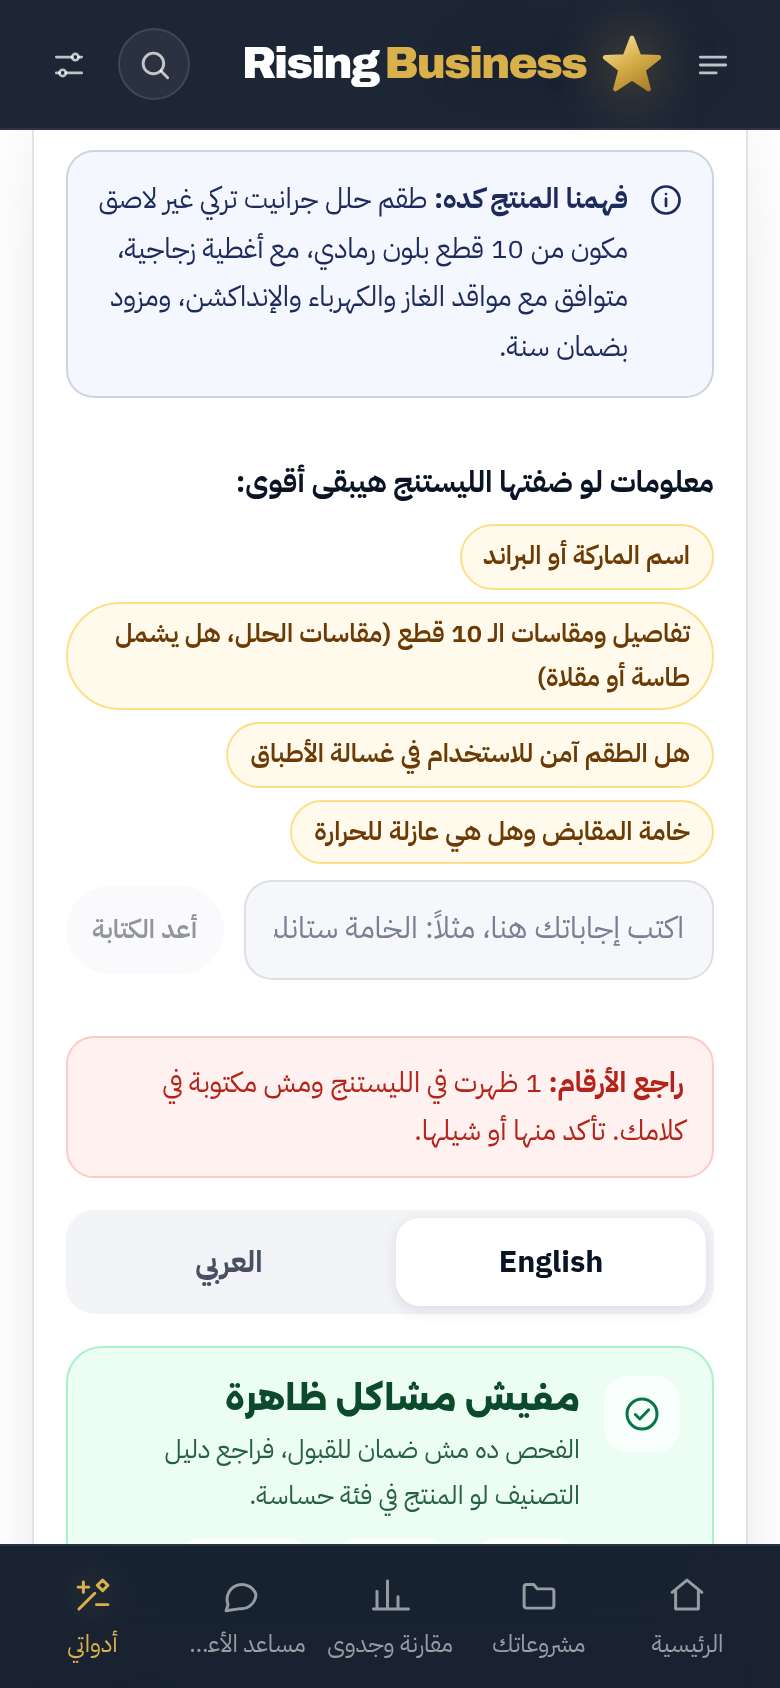 Rising Business
فهمنا المنتج كده: طقم حلل جرانيت تركي غير لاصق
مكون من 10 قطع بلون رمادي، مع أغطية زجاجية،
متوافق مع مواقد الغاز والكهرباء والإنداكشن، ومزود
بضمان سنة.
معلومات لو ضفتها الليستنج هيبقى أقوى:
اسم الماركة أو البراند
تفاصيل ومقاسات الـ 10 قطع (مقاسات الحلل، هل يشمل
طاسة أو مقلاة)
هل الطقم آمن للاستخدام في غسالة الأطباق
خامة المقابض وهل هي عازلة للحرارة
اكتب إجاباتك هنا، مثلاً: الخامة ستانلـ
أعد الكتابة
راجع الأرقام: 1 ظهرت في الليستنج ومش مكتوبة في
كلامك. تأكد منها أو شيلها.
English
العربي
مفيش مشاكل ظاهرة
الفحص ده مش ضمان للقبول، فراجع دليل
التصنيف لو المنتج في فئة حساسة.
الرئيسية
مشروعاتك
مقارنة وجدوى
مساعد الأعـ...
أدواتي